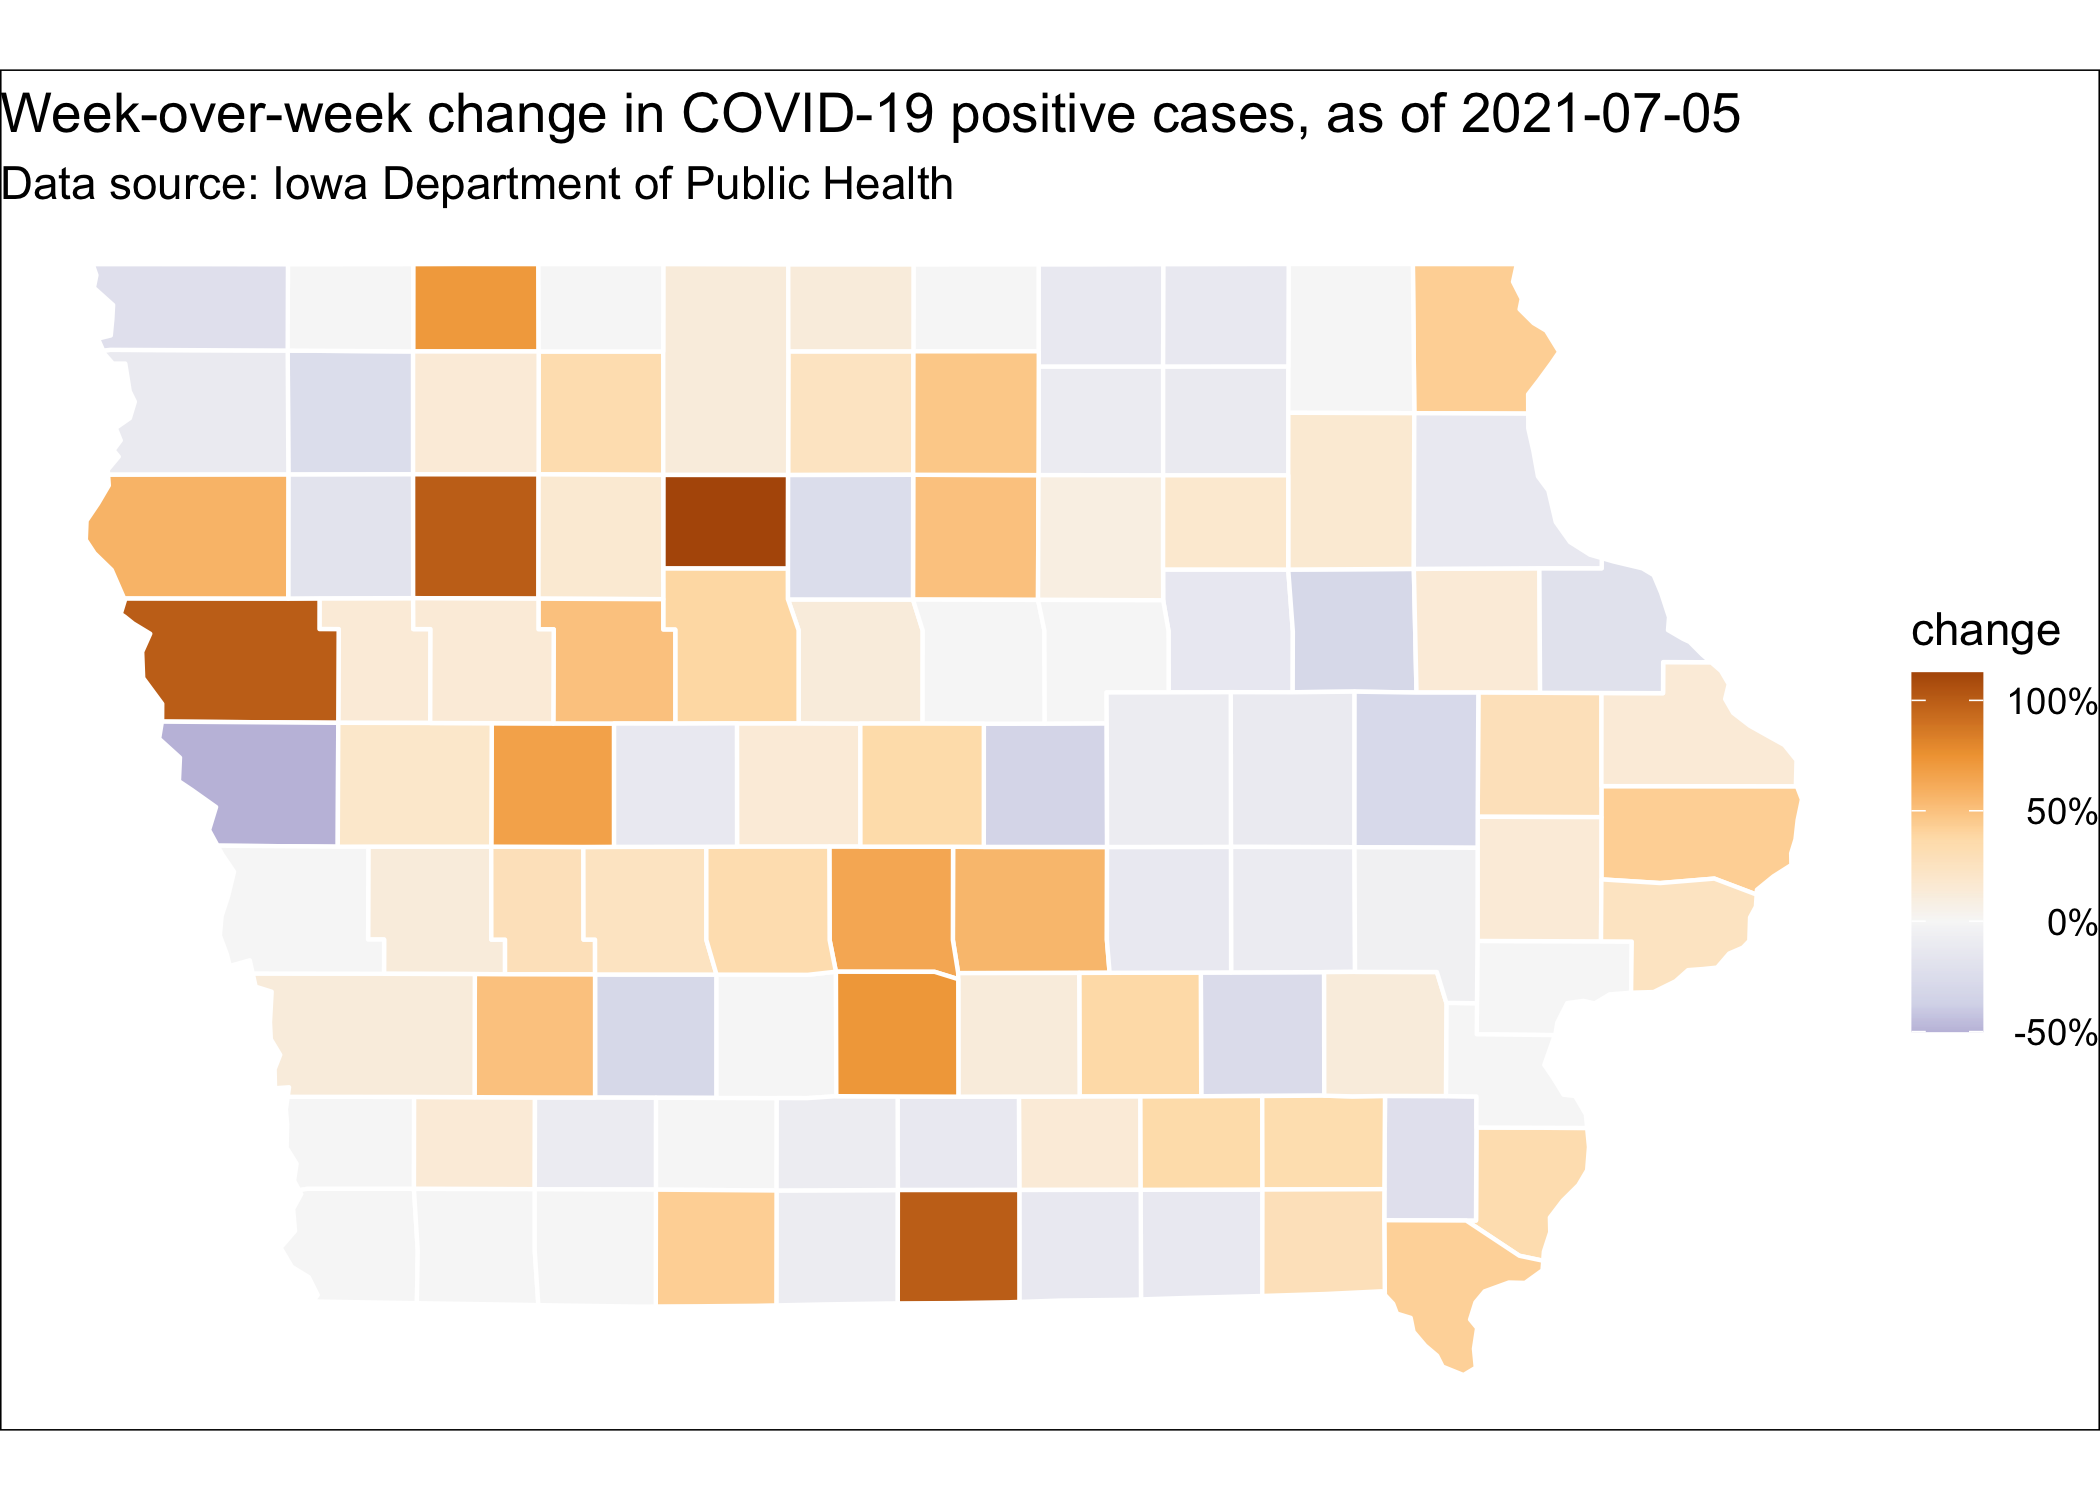 Week-over-week change in COVID-19 positive cases, as of 2021-07-05
Data source: Iowa Department of Public Health
change
100%
50%
0%
-50%